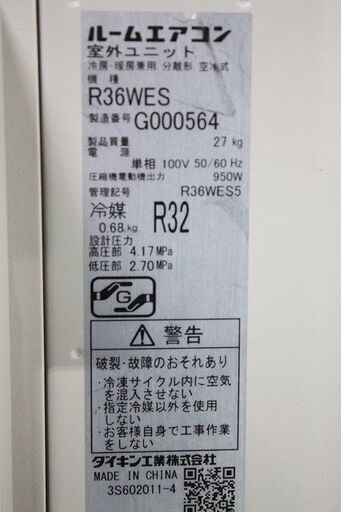 ルームエアコン
室外ユニット
冷房・暖房兼用 分離形 空冷式
機種
R36WES
製造番号 G000564
製品質量 27 kg
電源
単相 100V 50/60 Hz
圧縮機電動機出力 950W
管理記号 R36WES5
冷媒 R32
0.68kg
設計圧力
高圧部 4.17MPa
低圧部 2.70MPa
G
警告
破裂・故障のおそれあり
・冷凍サイクル内に空気
を混入させない
・指定冷媒以外を使用
しない
・お客様自身で工事作業
をしない
ダイキン工業株式会社
MADE IN CHINA
3S602011-4